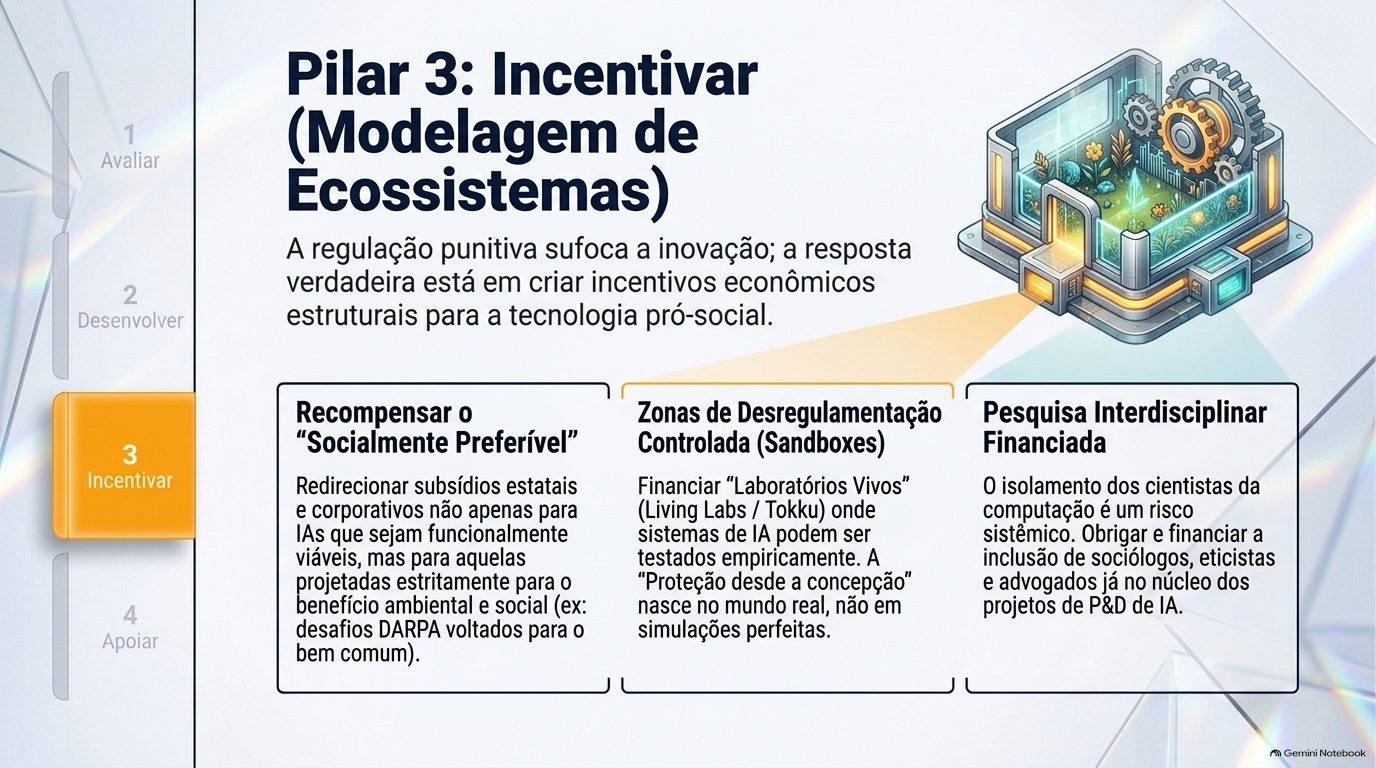 1
Avaliar
2
Desenvolver
3
Incentivar
4
Apoiar
Pilar 3: Incentivar
(Modelagem de
Ecossistemas)
A regulação punitiva sufoca a inovação; a resposta
verdadeira está em criar incentivos econômicos
estruturais para a tecnologia pró-social.
Recompensar o
“Socialmente Preferível”
Redirecionar subsídios estatais
e corporativos não apenas para
IAs que sejam funcionalmente
viáveis, mas para aquelas
projetadas estritamente para o
benefício ambiental e social (ex:
desafios DARPA voltados para o
bem comum).
Zonas de Desregulamentação
Controlada (Sandboxes)
Financiar “Laboratórios Vivos”
(Living Labs / Tokku) onde
sistemas de IA podem ser
testados empiricamente. A
“Proteção desde a concepção”
nasce no mundo real, não em
simulações perfeitas.
Pesquisa Interdisciplinar
Financiada
O isolamento dos cientistas da
computação é um risco
sistêmico. Obrigar e financiar a
inclusão de sociólogos, eticistas
e advogados já no núcleo dos
projetos de P&D de IA.
Gemini Notebook